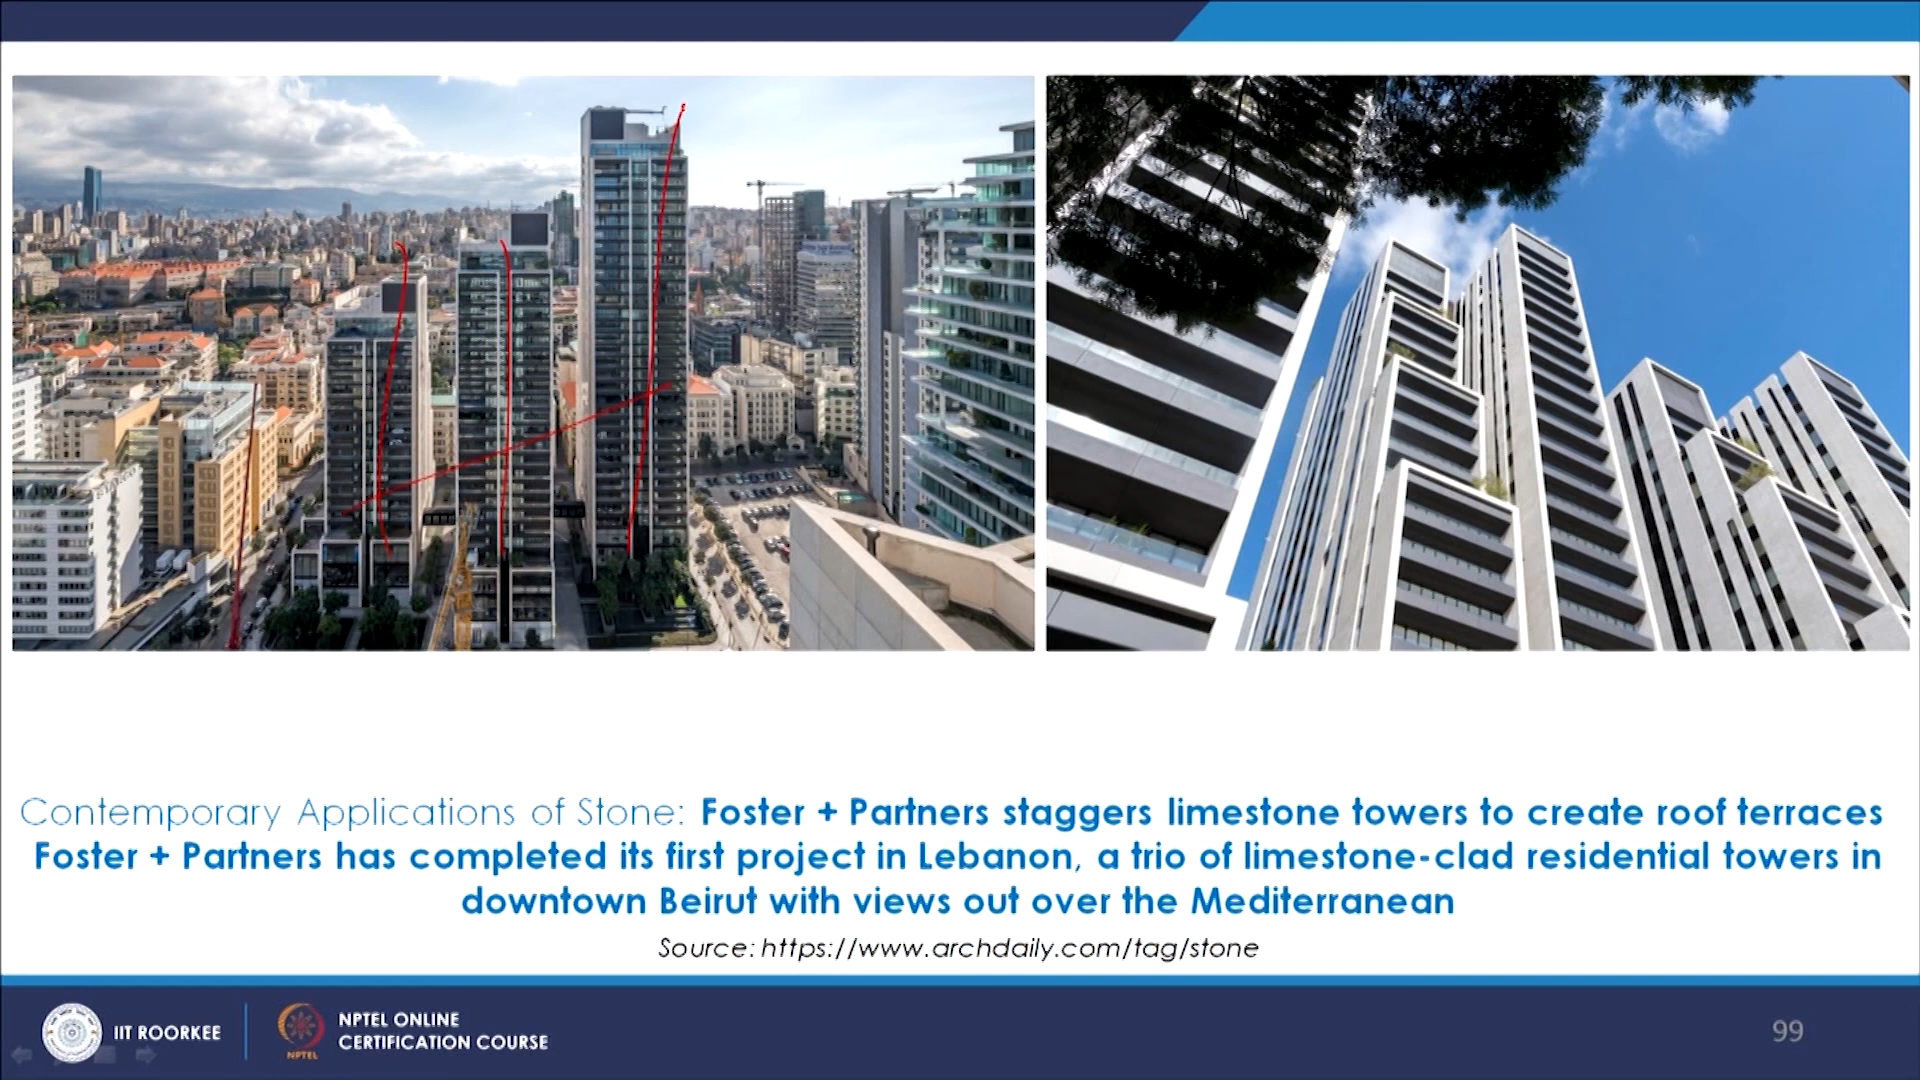 Contemporary Applications of Stone: Foster + Partners staggers limestone towers to create roof terraces
Foster + Partners has completed its first project in Lebanon, a trio of limestone-clad residential towers in
downtown Beirut with views out over the Mediterranean
Source: https://www.archdaily.com/tag/stone
IIT ROORKEE
NPTEL
NPTEL ONLINE
CERTIFICATION COURSE
99